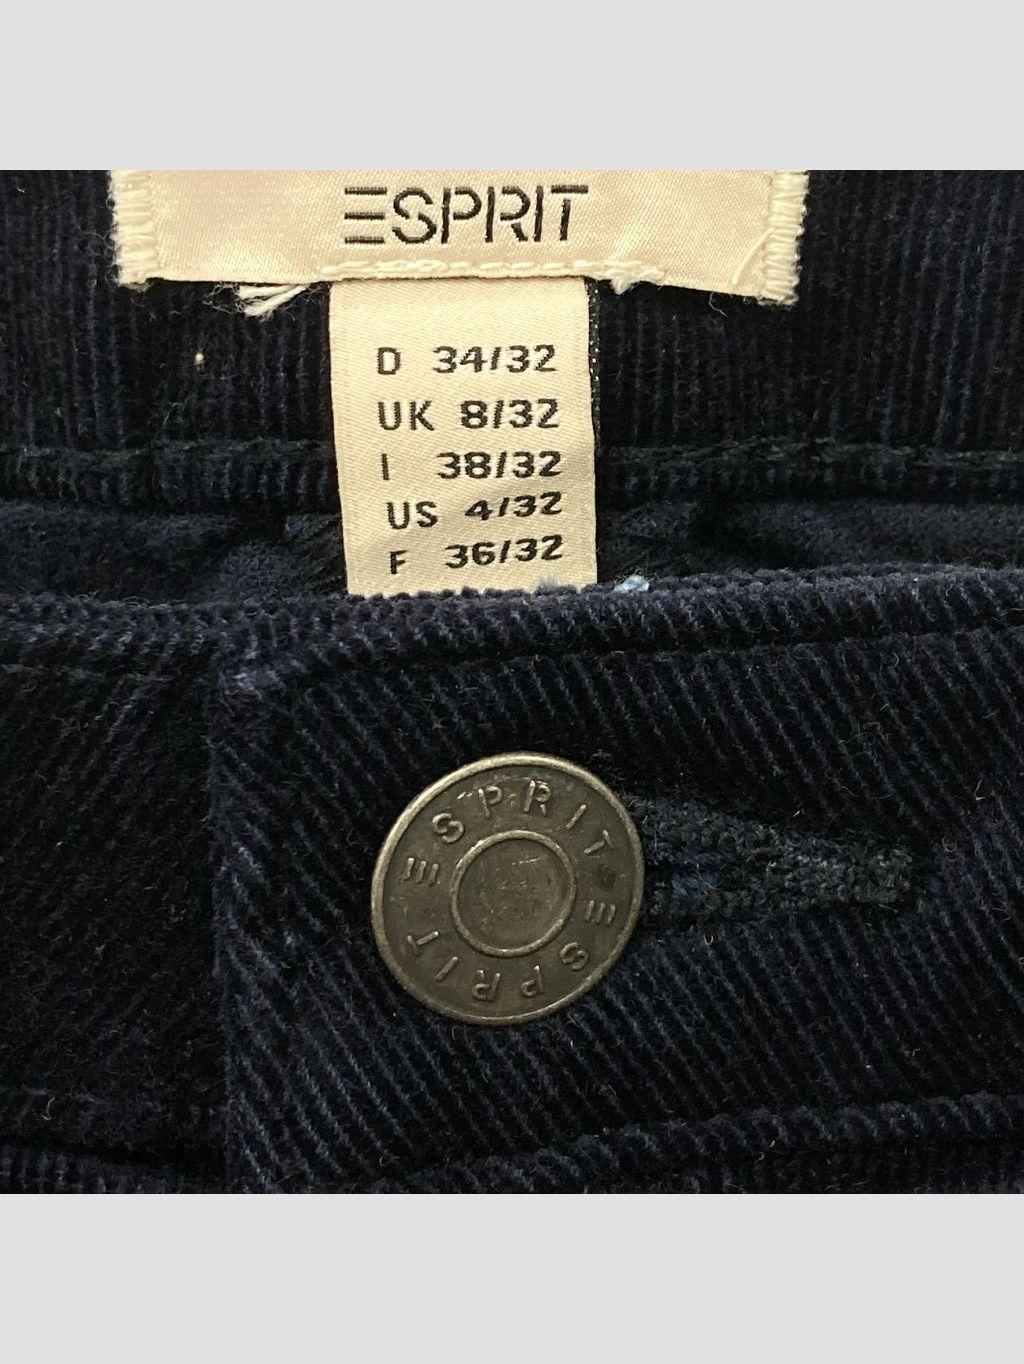 ESPRIT
D 34/32
UK 8/32
I 38/32
US 4/32
F 36/32
ESPRIT ESPRIT